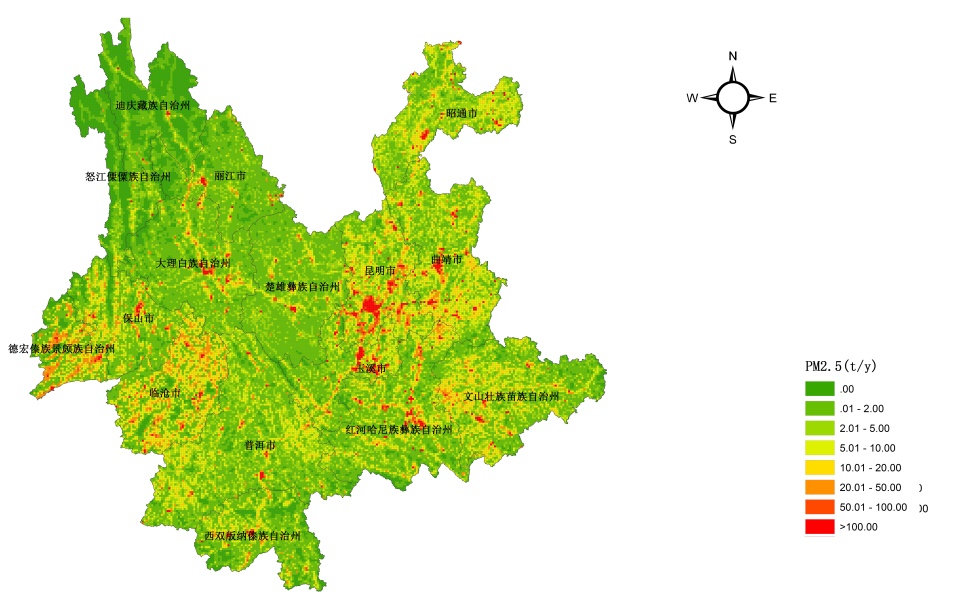 N
W E
S
迪庆藏族自治州
昭通市
怒江傈僳族自治州
丽江市
大理白族自治州
昆明市
曲靖市
楚雄彝族自治州
保山市
德宏傣族景颇族自治州
玉溪市
临沧市
文山壮族苗族自治州
红河哈尼族彝族自治州
普洱市
西双版纳傣族自治州
PM2.5(t/y)
.00
.01 - 2.00
2.01 - 5.00
5.01 - 10.00
10.01 - 20.00
20.01 - 50.00
50.01 - 100.00
>100.00